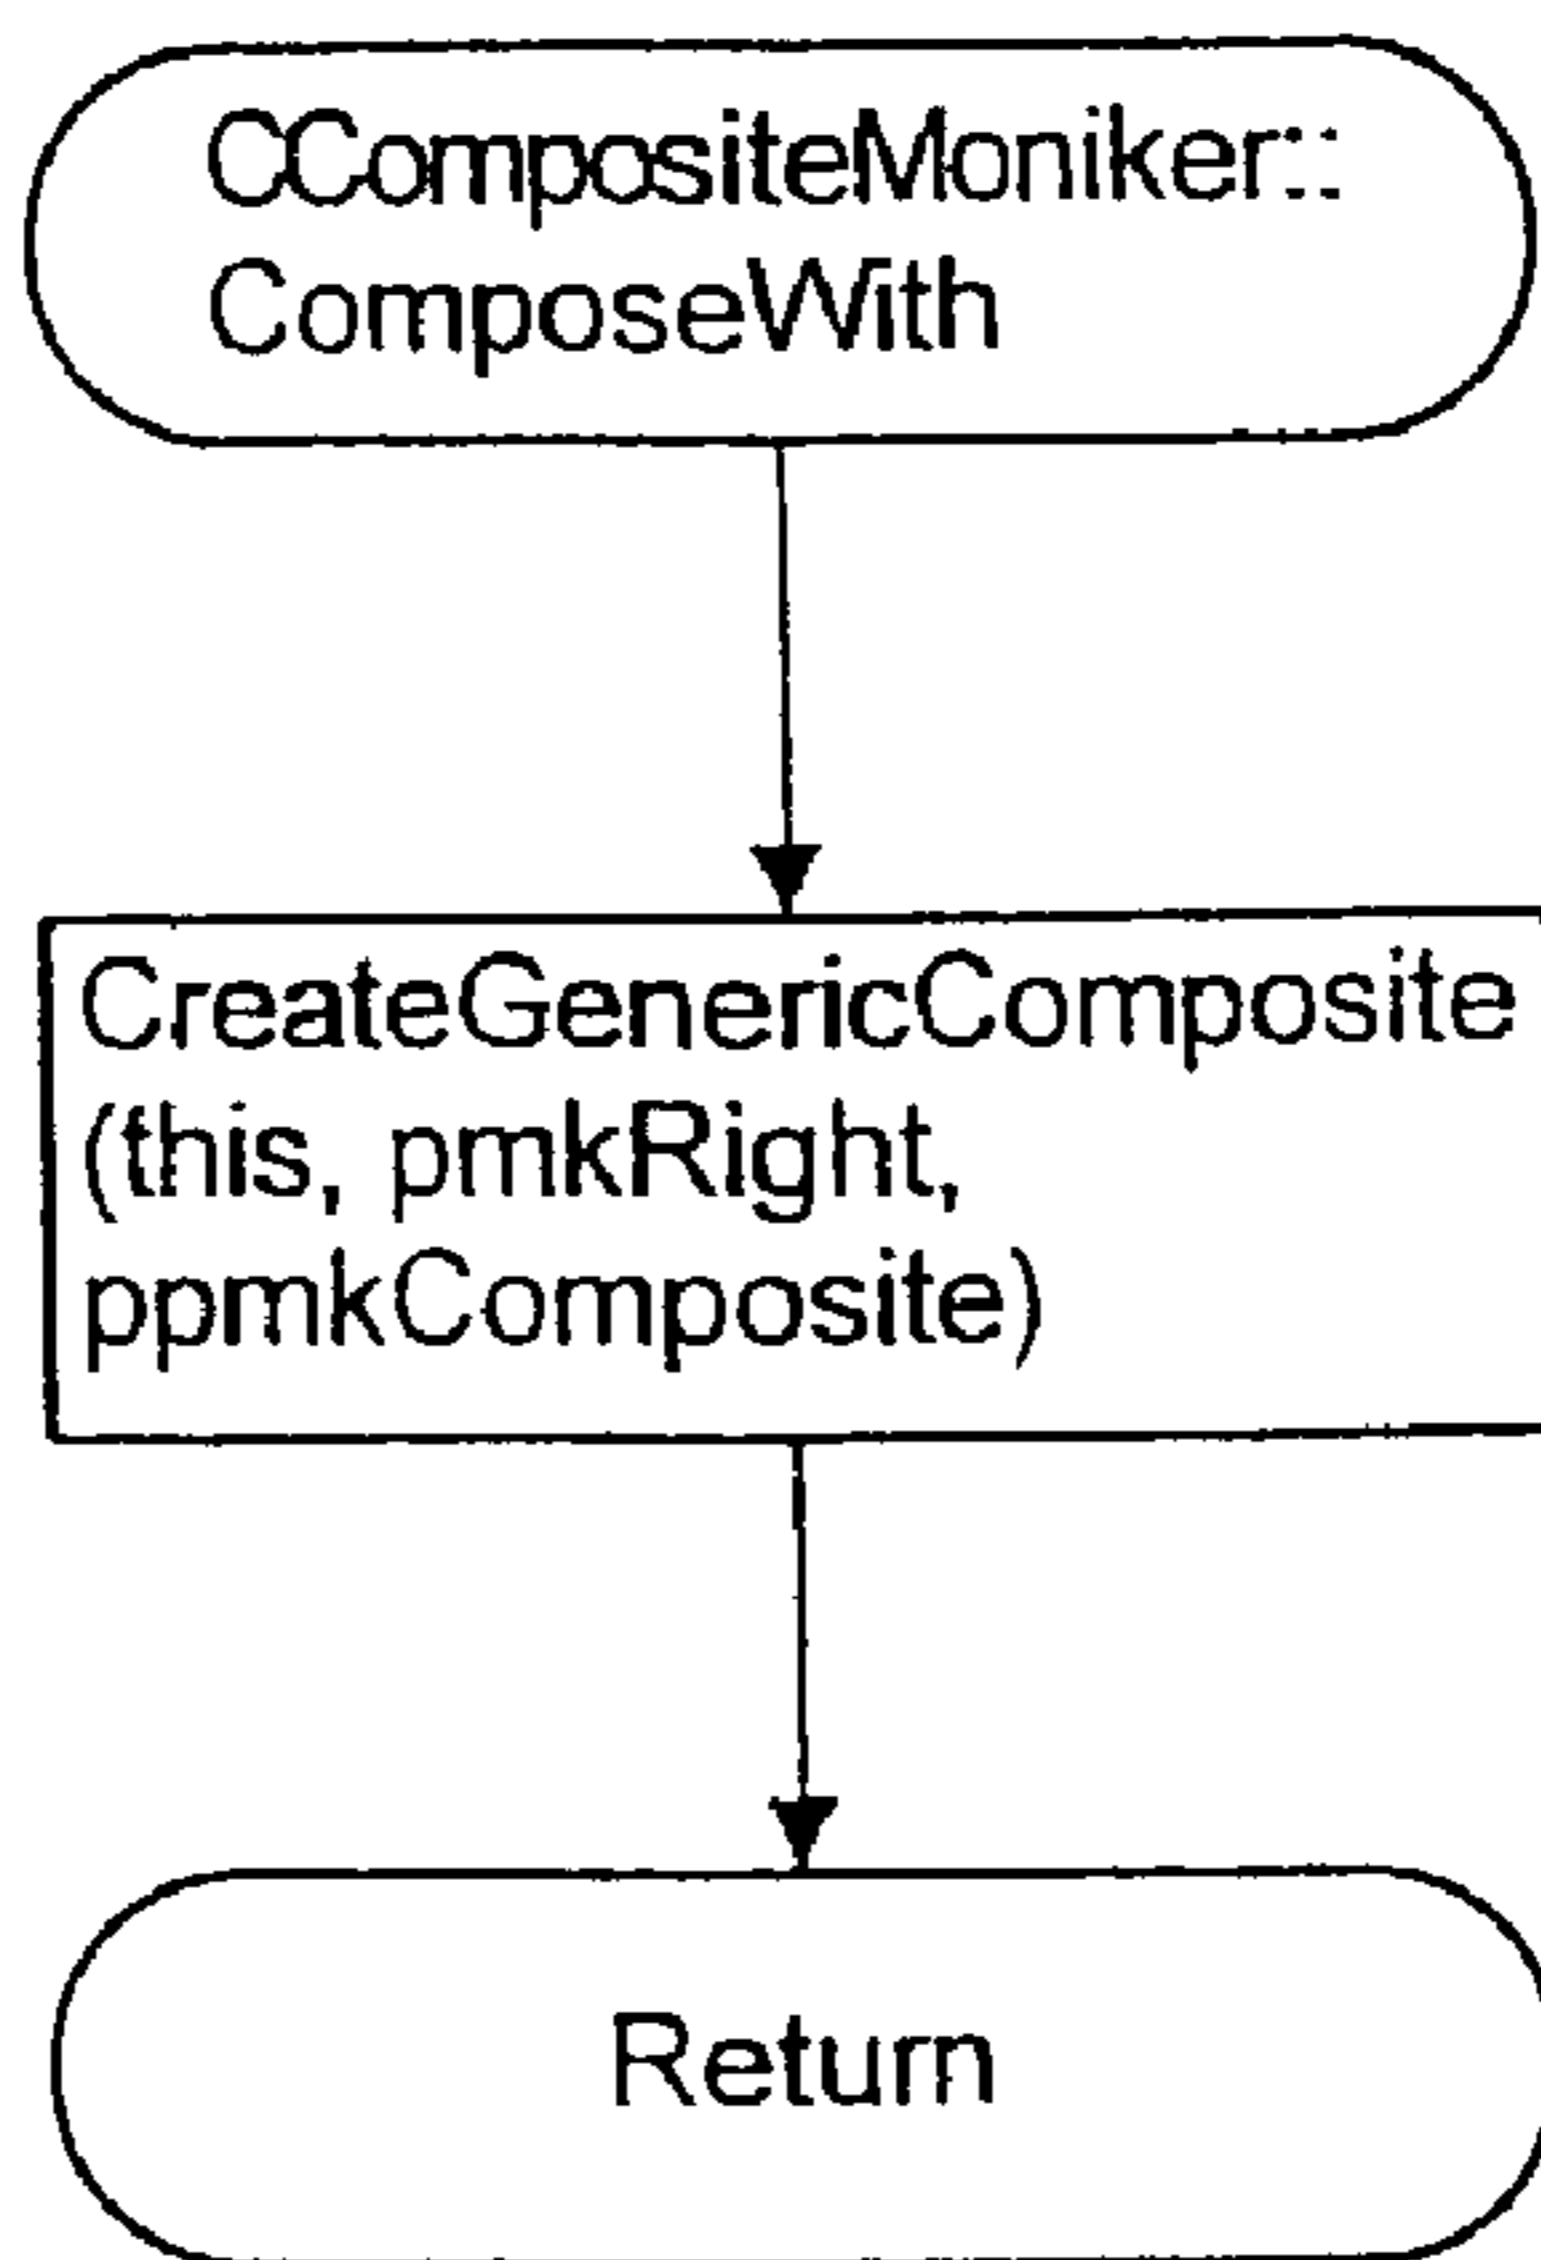 CCompositeMoniker::
ComposeWith
CreateGenericComposite
(this, pmkRight,
ppmkComposite)
Return